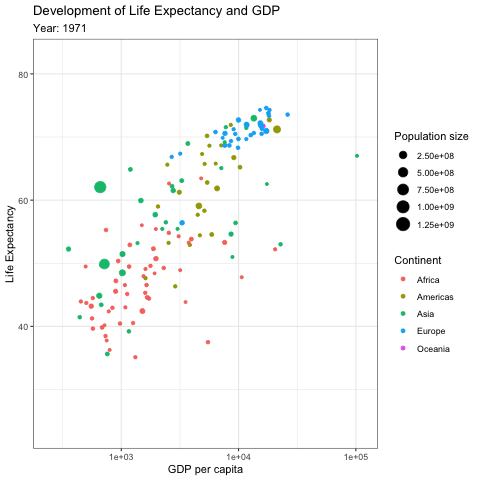 Development of Life Expectancy and GDP
Year: 1971
80
60
40
Life Expectancy
1e+03
1e+04
1e+05
GDP per capita
Population size
2.50e+08
5.00e+08
7.50e+08
1.00e+09
1.25e+09
Continent
Africa
Americas
Asia
Europe
Oceania